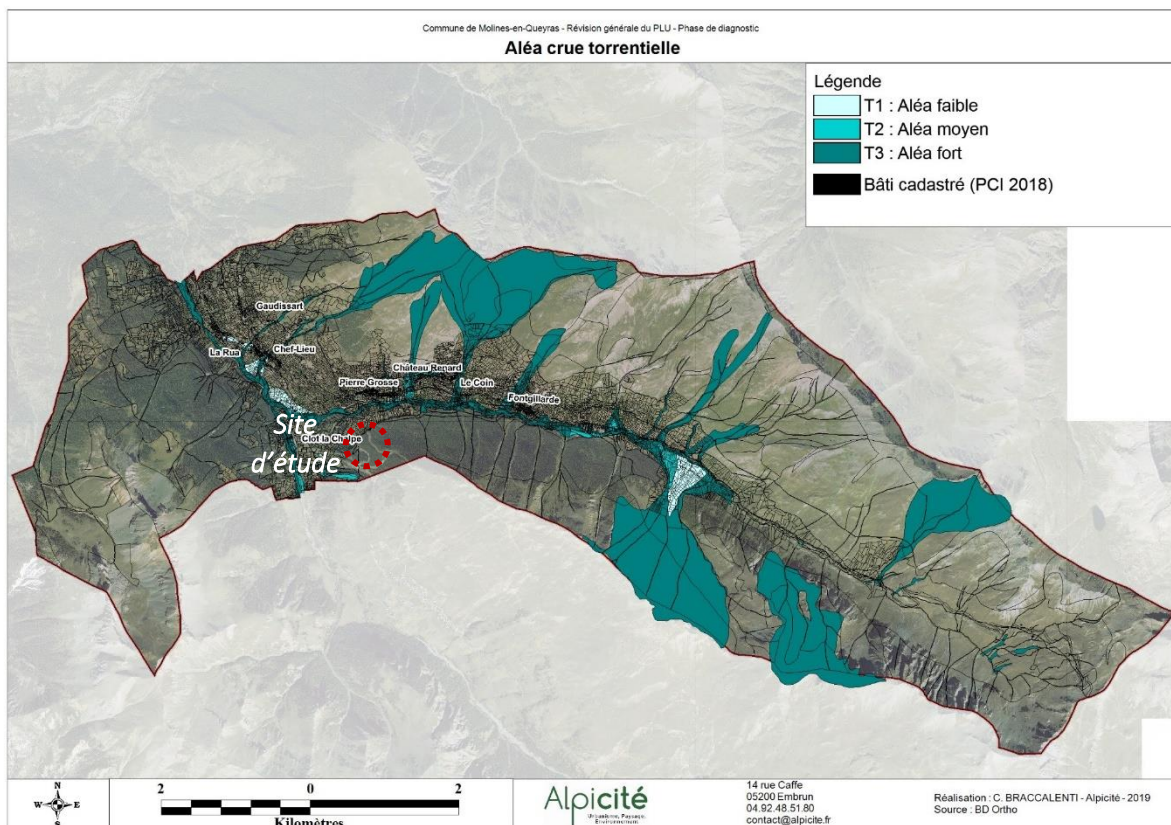 Commune de Molines-en-Queyras - Révision générale du PLU - Phase de diagnostic
Aléa crue torrentielle
Légende
T1 : Aléa faible
T2 : Aléa moyen
T3 : Aléa fort
Bâti cadastré (PCI 2018)
Gaudissart
La Rua
Chef-Lieu
Château Renard
Pierre Grosse
Le Coin
Fontgillarde
Site
d'étude
Clot la Chalpe
N
W E
S
2 0 2
Kilomètres
Alpicité
Urbanisme, Paysage,
Environnement
14 rue Caffe
05200 Embrun
04.92.48.51.80
contact@alpicite.fr
Réalisation : C. BRACCALENTI - Alpicité - 2019
Source : BD Ortho